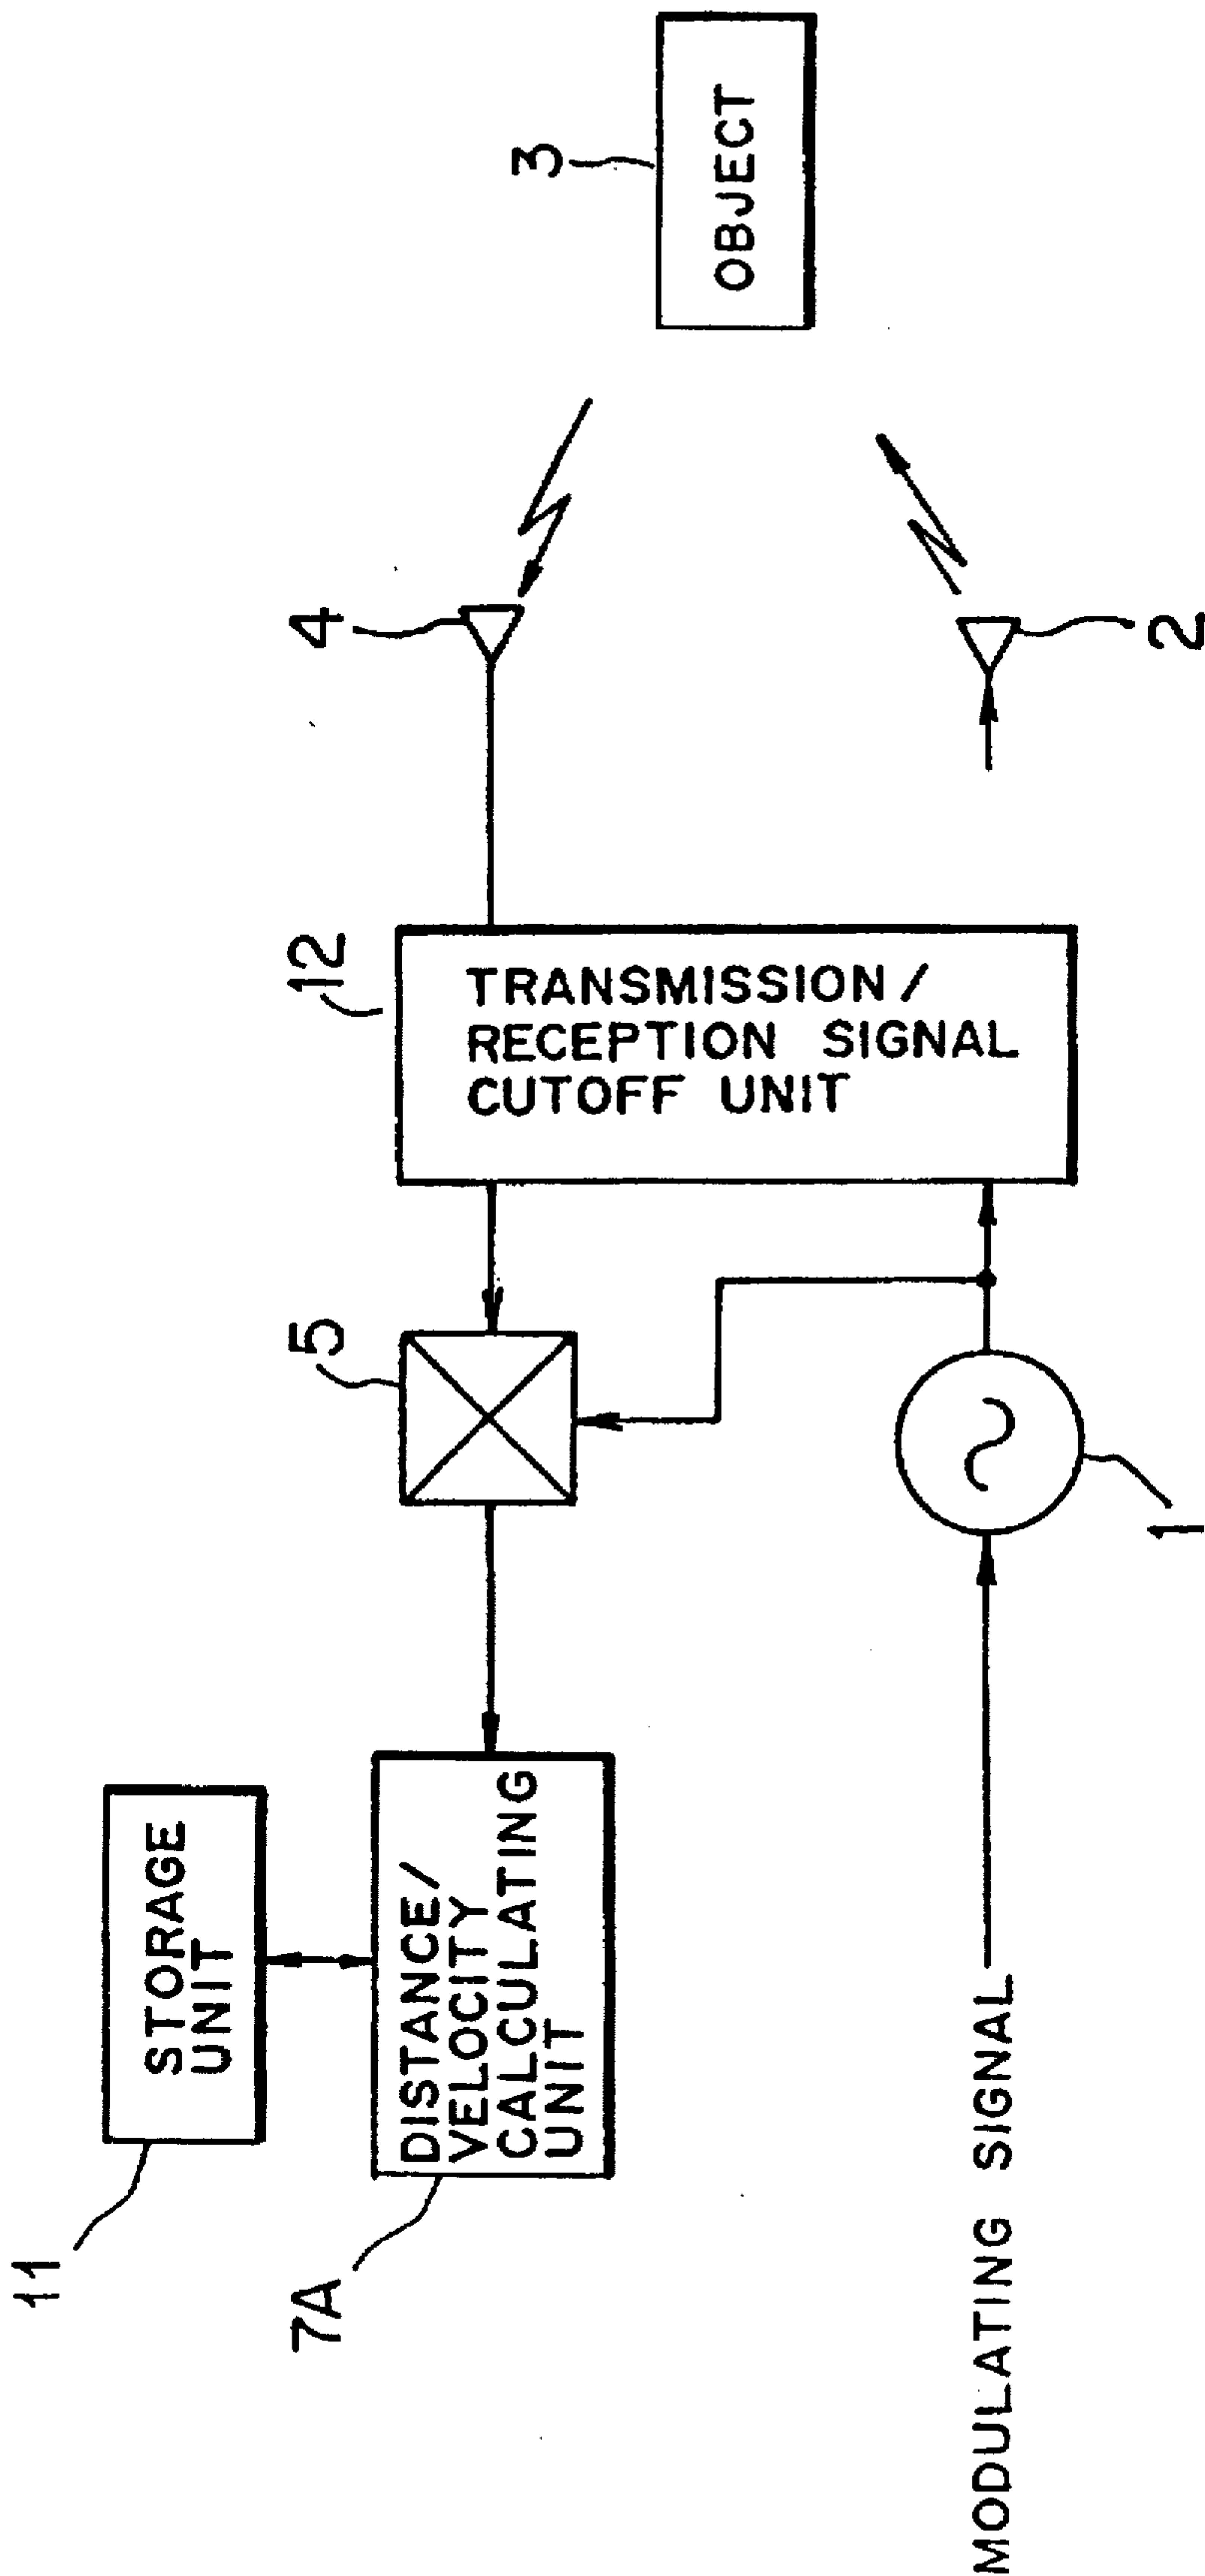 11
STORAGE
UNIT
7A
DISTANCE/
VELOCITY
CALCULATING
UNIT
5
12
TRANSMISSION/
RECEPTION SIGNAL
CUTOFF UNIT
4
3
OBJECT
MODULATING SIGNAL
1
2